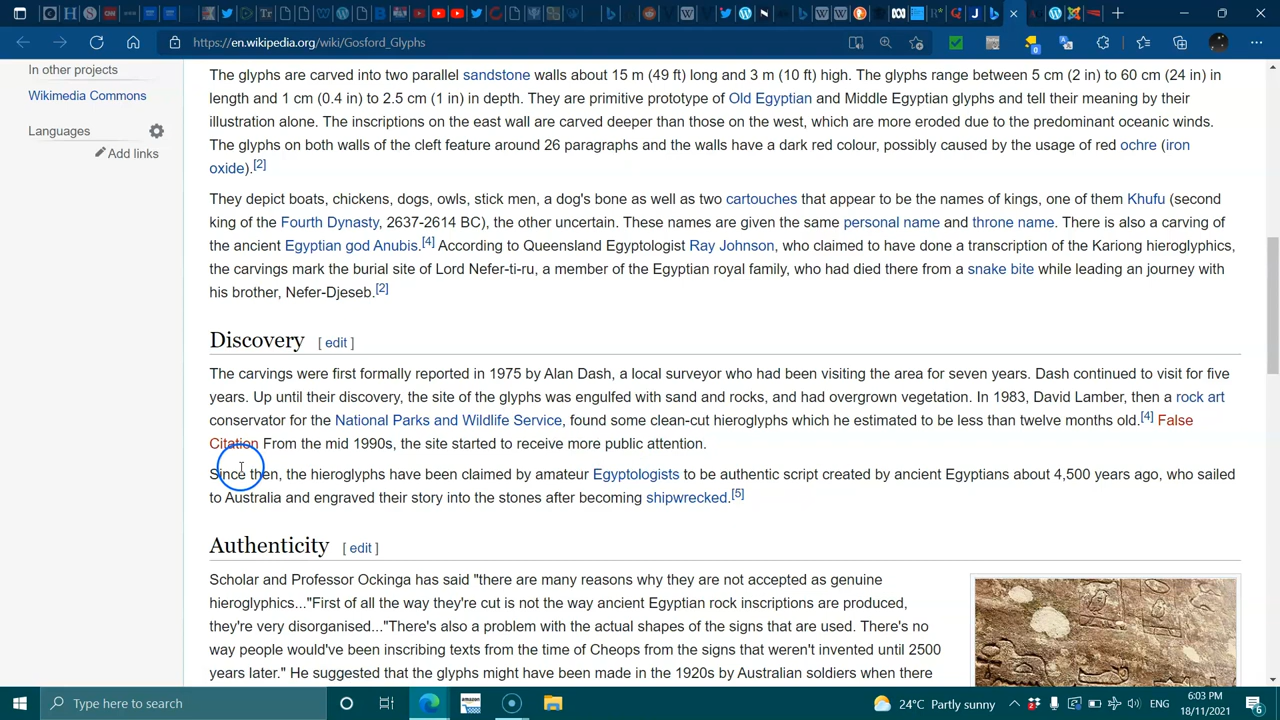 https://en.wikipedia.org/wiki/Gosford_Glyphs
In other projects
Wikimedia Commons
Languages
Add links
The glyphs are carved into two parallel sandstone walls about 15 m (49 ft) long and 3 m (10 ft) high. The glyphs range between 5 cm (2 in) to 60 cm (24 in) in
length and 1 cm (0.4 in) to 2.5 cm (1 in) in depth. They are primitive prototype of Old Egyptian and Middle Egyptian glyphs and tell their meaning by their
illustration alone. The inscriptions on the east wall are carved deeper than those on the west, which are more eroded due to the predominant oceanic winds.
The glyphs on both walls of the cleft feature around 26 paragraphs and the walls have a dark red colour, possibly caused by the usage of red ochre (iron
oxide).[2]
They depict boats, chickens, dogs, owls, stick men, a dog's bone as well as two cartouches that appear to be the names of kings, one of them Khufu (second
king of the Fourth Dynasty, 2637-2614 BC), the other uncertain. These names are given the same personal name and throne name. There is also a carving of
the ancient Egyptian god Anubis.[4] According to Queensland Egyptologist Ray Johnson, who claimed to have done a transcription of the Kariong hieroglyphics,
the carvings mark the burial site of Lord Nefer-ti-ru, a member of the Egyptian royal family, who had died there from a snake bite while leading an journey with
his brother, Nefer-Djeseb.[2]
Discovery [ edit ]
The carvings were first formally reported in 1975 by Alan Dash, a local surveyor who had been visiting the area for seven years. Dash continued to visit for five
years. Up until their discovery, the site of the glyphs was engulfed with sand and rocks, and had overgrown vegetation. In 1983, David Lamber, then a rock art
conservator for the National Parks and Wildlife Service, found some clean-cut hieroglyphs which he estimated to be less than twelve months old.[4] False
Citation From the mid 1990s, the site started to receive more public attention.
Since then, the hieroglyphs have been claimed by amateur Egyptologists to be authentic script created by ancient Egyptians about 4,500 years ago, who sailed
to Australia and engraved their story into the stones after becoming shipwrecked.[5]
Authenticity [ edit ]
Scholar and Professor Ockinga has said "there are many reasons why they are not accepted as genuine
hieroglyphics..."First of all the way they're cut is not the way ancient Egyptian rock inscriptions are produced,
they're very disorganised..."There's also a problem with the actual shapes of the signs that are used. There's no
way people would've been inscribing texts from the time of Cheops from the signs that weren't invented until 2500
years later." He suggested that the glyphs might have been made in the 1920s by Australian soldiers when there
Type here to search
24°C Partly sunny
ENG
6:03 PM
18/11/2021